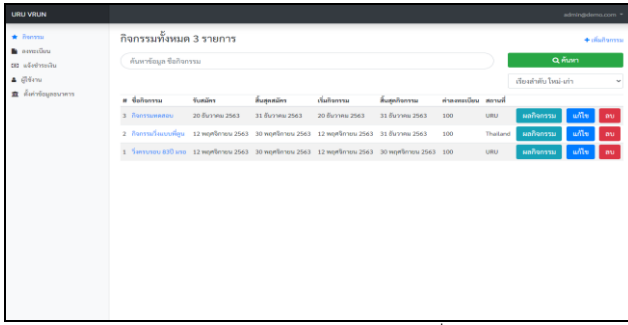 URU VRUN
admin@demo.com
กิจกรรม
ลงทะเบียน
แจ้งชำระเงิน
ผู้ใช้งาน
ตั้งค่าข้อมูลธนาคาร
กิจกรรมทั้งหมด 3 รายการ
+ เพิ่มกิจกรรม
ค้นหาข้อมูล ชื่อกิจกรรม
ค้นหา
เรียงลำดับ ใหม่-เก่า
# ชื่อกิจกรรม รับสมัคร สิ้นสุดสมัคร เริ่มกิจกรรม สิ้นสุดกิจกรรม ค่าลงทะเบียน สถานที่
3 กิจกรรมทดสอบ 20 ธันวาคม 2563 31 ธันวาคม 2563 20 ธันวาคม 2563 31 ธันวาคม 2563 100 URU ผลกิจกรรม แก้ไข ลบ
2 กิจกรรมวิ่งแบบพี่ตูน 12 พฤศจิกายน 2563 30 พฤศจิกายน 2563 12 พฤศจิกายน 2563 31 ธันวาคม 2563 100 Thailand ผลกิจกรรม แก้ไข ลบ
1 วิ่งครบรอบ 83ปี มรอ 12 พฤศจิกายน 2563 30 พฤศจิกายน 2563 12 พฤศจิกายน 2563 30 พฤศจิกายน 2563 100 URU ผลกิจกรรม แก้ไข ลบ